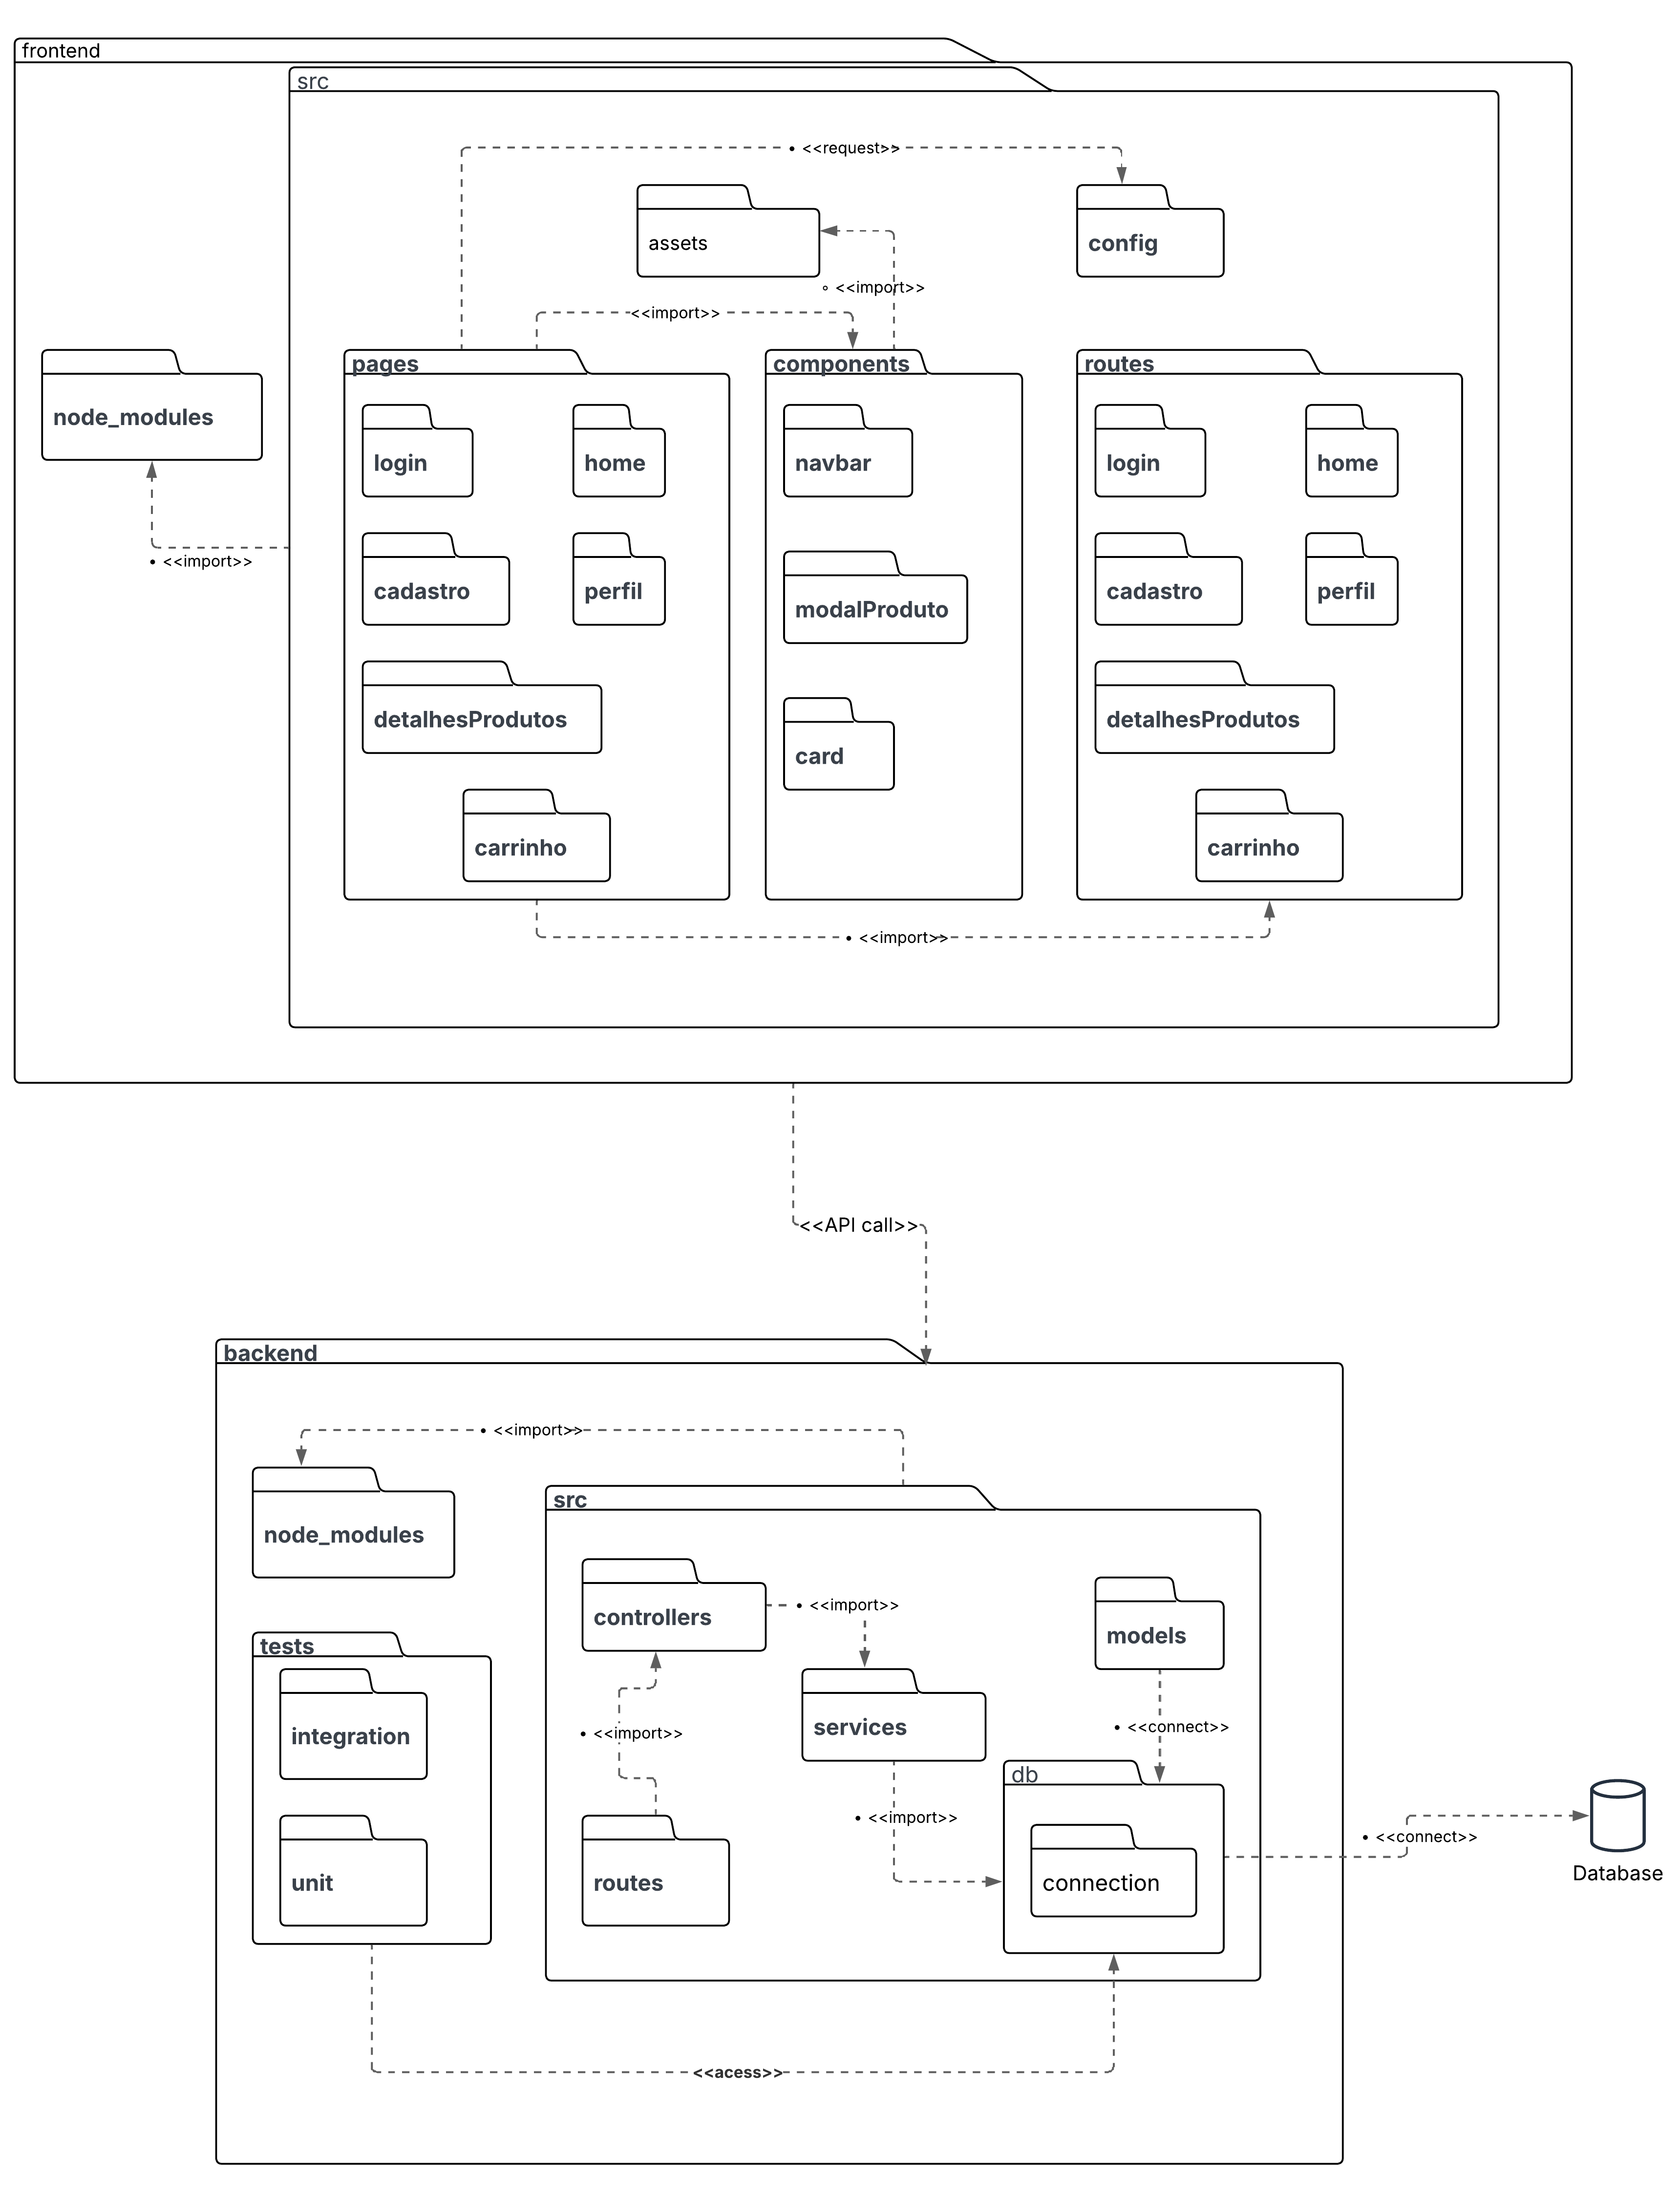 frontend
src
• <<request>>
assets
config
◦ <<import>>
<<import>>
node_modules
• <<import>>
pages
login
home
cadastro
perfil
detalhesProdutos
carrinho
components
navbar
modalProduto
card
routes
login
home
cadastro
perfil
detalhesProdutos
carrinho
• <<import>>
<<API call>>
backend
• <<import>>
node_modules
src
controllers
• <<import>>
models
tests
integration
unit
• <<import>>
services
• <<connect>>
db
• <<import>>
routes
connection
• <<connect>>
Database
<<acess>>